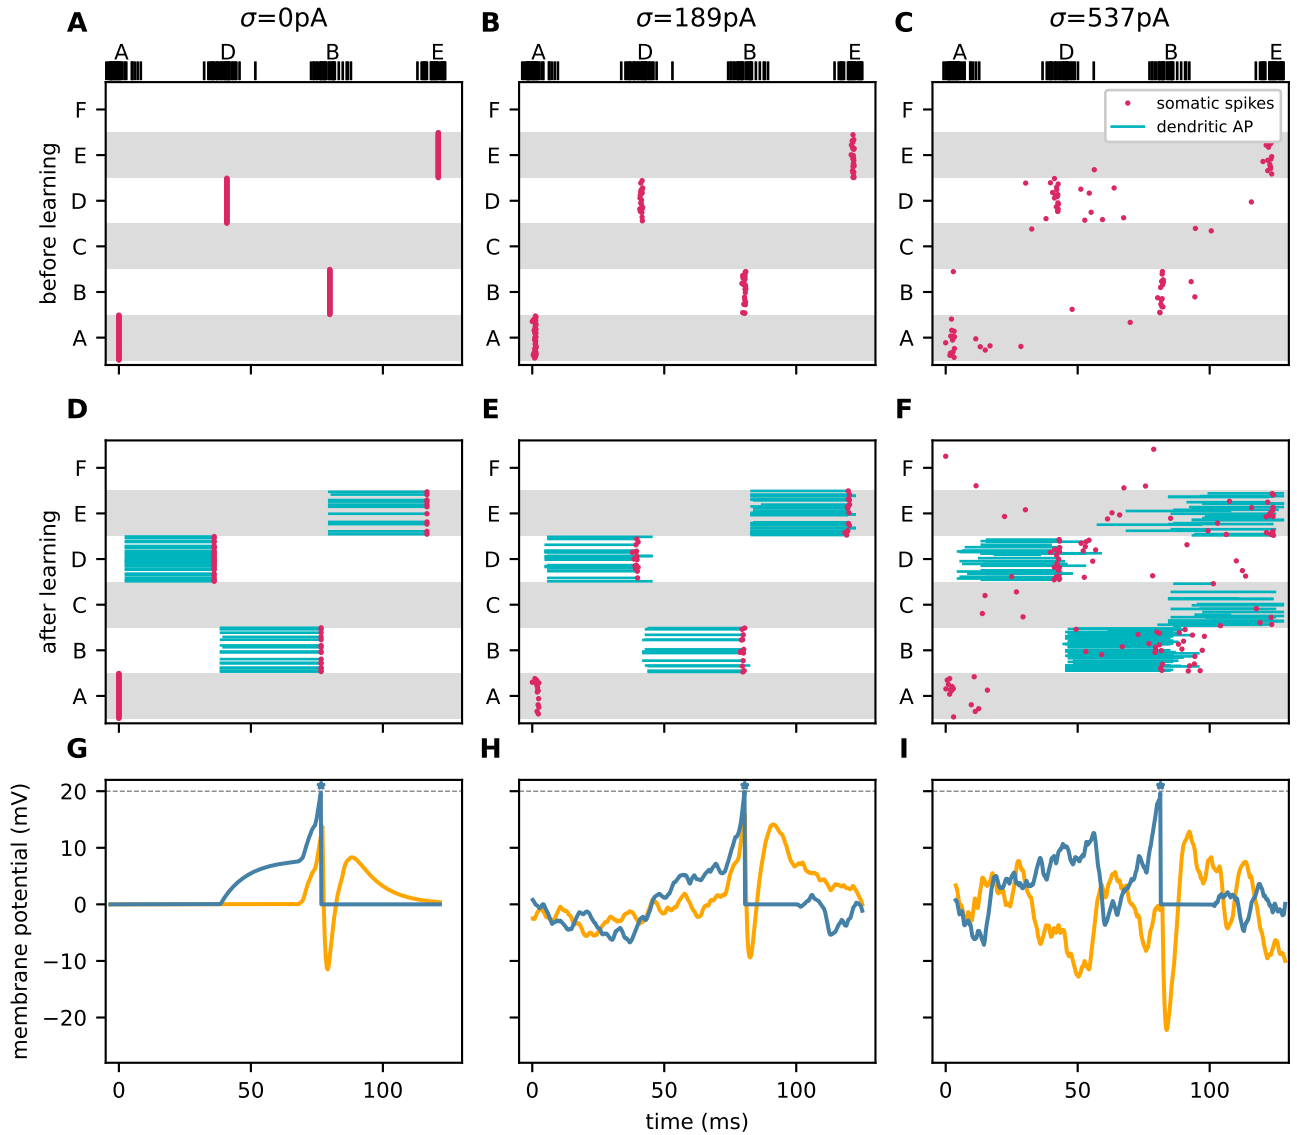 A σ=0pA B σ=189pA C σ=537pA
A D B E A D B E A D B E
before learning
F F
E E
D D
C C
B B
A A
somatic spikes
dendritic AP
D E F
after learning
F F F
E E E
D D D
C C C
B B B
A A A
G H I
membrane potential (mV)
20
10
0
−10
−20
0 50 100 0 50 100 0 50 100
time (ms)